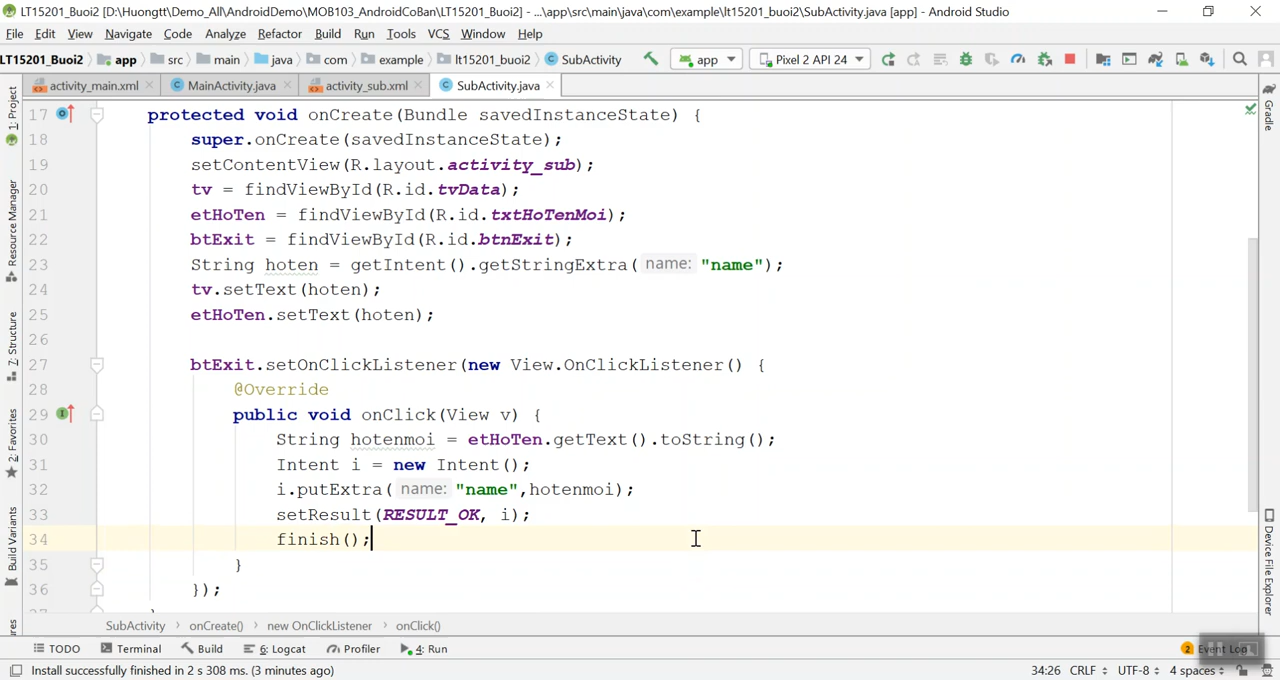 LT15201_Buoi2 [D:\Huongtt\Demo_All\AndroidDemo\MOB103_AndroidCoBan\LT15201_Buoi2] - ...\app\src\main\java\com\example\lt15201_buoi2\SubActivity.java [app] - Android Studio
File Edit View Navigate Code Analyze Refactor Build Run Tools VCS Window Help
LT15201_Buoi2 app src main java com example lt15201_buoi2 SubActivity app Pixel 2 API 24
activity_main.xml MainActivity.java activity_sub.xml SubActivity.java
1: Project
Resource Manager
7: Structure
2: Favorites
Build Variants
17 protected void onCreate(Bundle savedInstanceState) {
18 super.onCreate(savedInstanceState);
19 setContentView(R.layout.activity_sub);
20 tv = findViewById(R.id.tvData);
21 etHoTen = findViewById(R.id.txtHoTenMoi);
22 btExit = findViewById(R.id.btnExit);
23 String hoten = getIntent().getStringExtra( name: "name");
24 tv.setText(hoten);
25 etHoTen.setText(hoten);
26
27 btExit.setOnClickListener(new View.OnClickListener() {
28 @Override
29 public void onClick(View v) {
30 String hotenmoi = etHoTen.getText().toString();
31 Intent i = new Intent();
32 i.putExtra( name: "name",hotenmoi);
33 setResult(RESULT_OK, i);
34 finish();
35 }
36 });
Gradle
Device File Explorer
SubActivity onCreate() new OnClickListener onClick()
TODO Terminal Build 6: Logcat Profiler 4: Run 2 Event Log
Install successfully finished in 2 s 308 ms. (3 minutes ago) 34:26 CRLF UTF-8 4 spaces